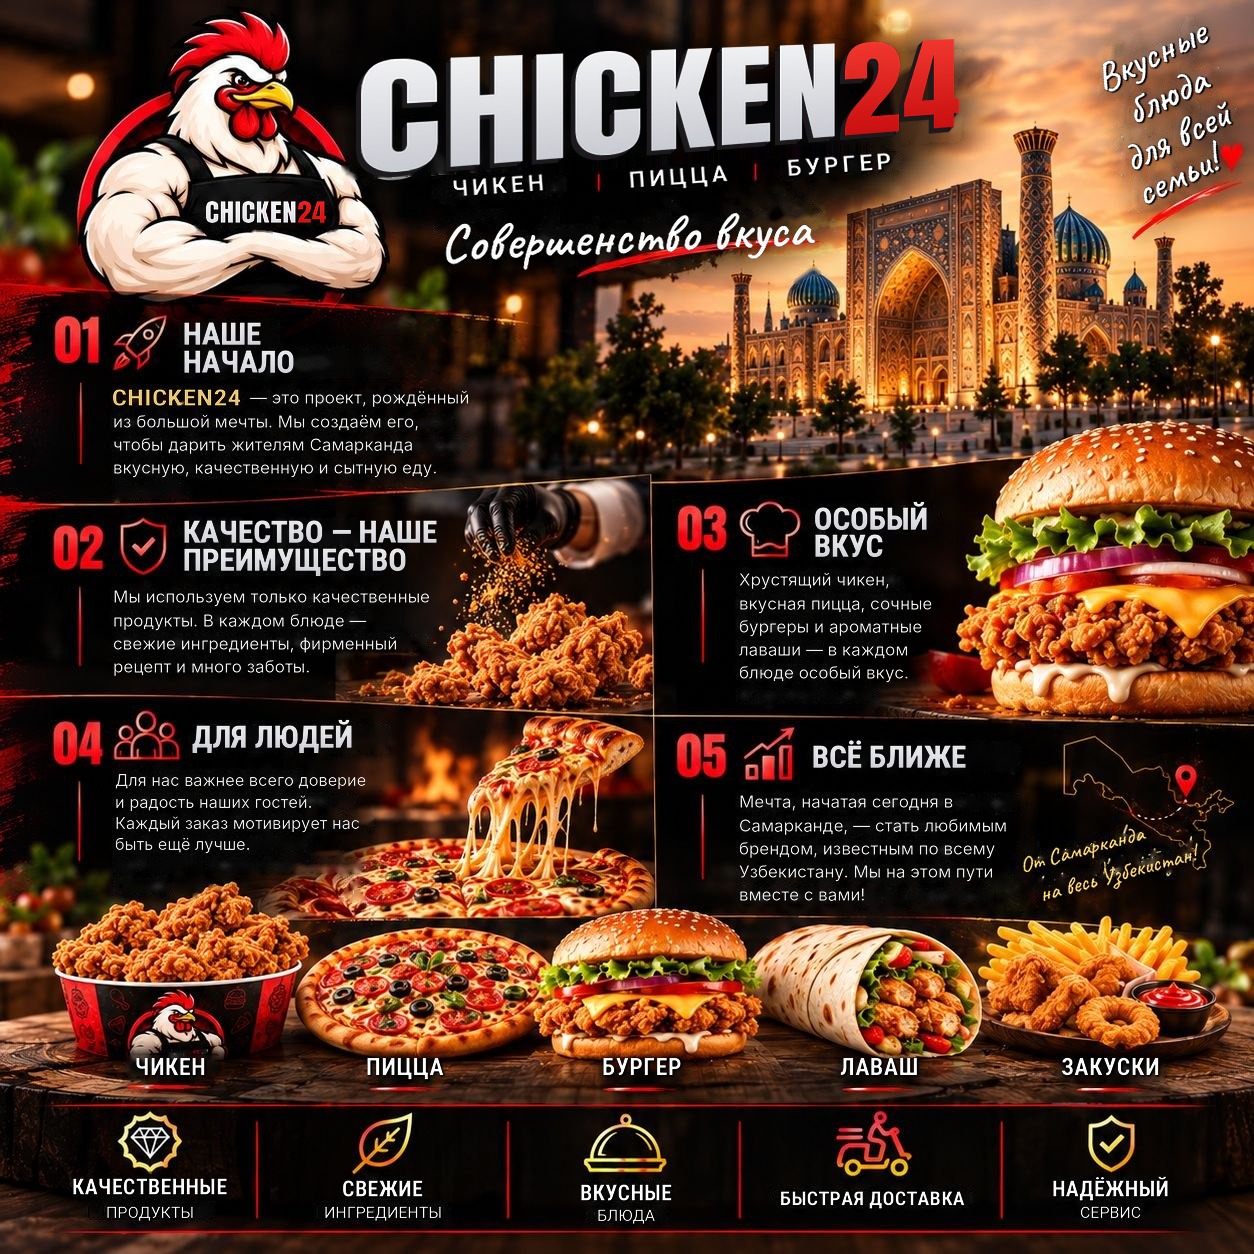 CHICKEN24
ЧИКЕН | ПИЦЦА | БУРГЕР
Совершенство вкуса
Вкусные
блюда
для всей
семьи!
CHICKEN24
01 НАШЕ
НАЧАЛО
CHICKEN24 — это проект, рождённый
из большой мечты. Мы создаём его,
чтобы дарить жителям Самарканда
вкусную, качественную и сытную еду.
02 КАЧЕСТВО — НАШЕ
ПРЕИМУЩЕСТВО
Мы используем только качественные
продукты. В каждом блюде —
свежие ингредиенты, фирменный
рецепт и много заботы.
03 ОСОБЫЙ
ВКУС
Хрустящий чикен,
вкусная пицца, сочные
бургеры и ароматные
лаваши — в каждом
блюде особый вкус.
04 ДЛЯ ЛЮДЕЙ
Для нас важнее всего доверие
и радость наших гостей.
Каждый заказ мотивирует нас
быть ещё лучше.
05 ВСЁ БЛИЖЕ
Мечта, начатая сегодня в
Самарканде, — стать любимым
брендом, известным по всему
Узбекистану. Мы на этом пути
вместе с вами!
От Самарканда
на весь Узбекистан!
ЧИКЕН
ПИЦЦА
БУРГЕР
ЛАВАШ
ЗАКУСКИ
КАЧЕСТВЕННЫЕ
ПРОДУКТЫ
СВЕЖИЕ
ИНГРЕДИЕНТЫ
ВКУСНЫЕ
БЛЮДА
БЫСТРАЯ ДОСТАВКА
НАДЁЖНЫЙ
СЕРВИС